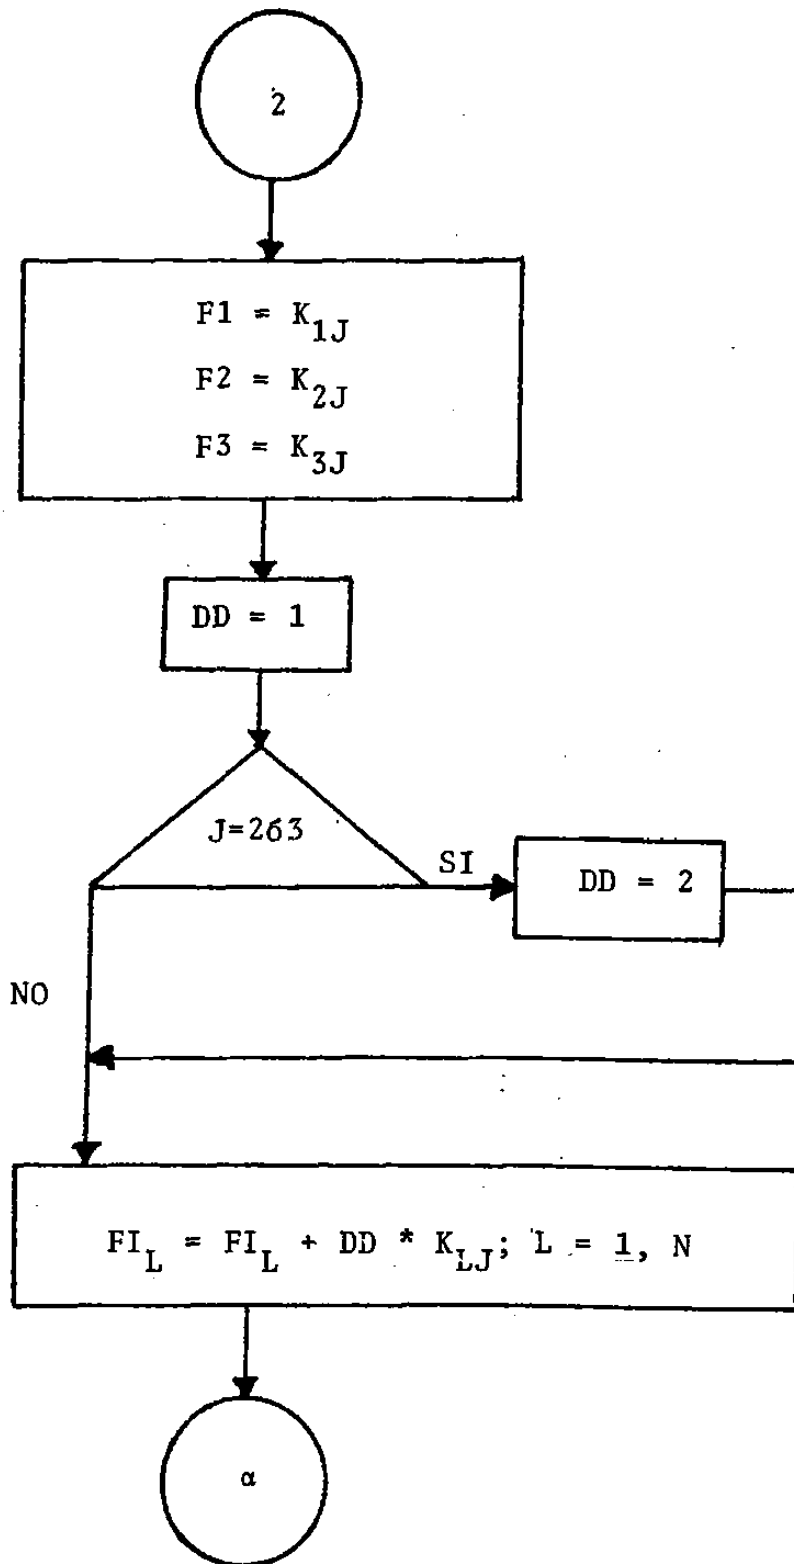 2
F1 = K1J
F2 = K2J
F3 = K3J
DD = 1
J=263
SI
DD = 2
NO
FIL = FIL + DD * KLJ; L = 1, N
α